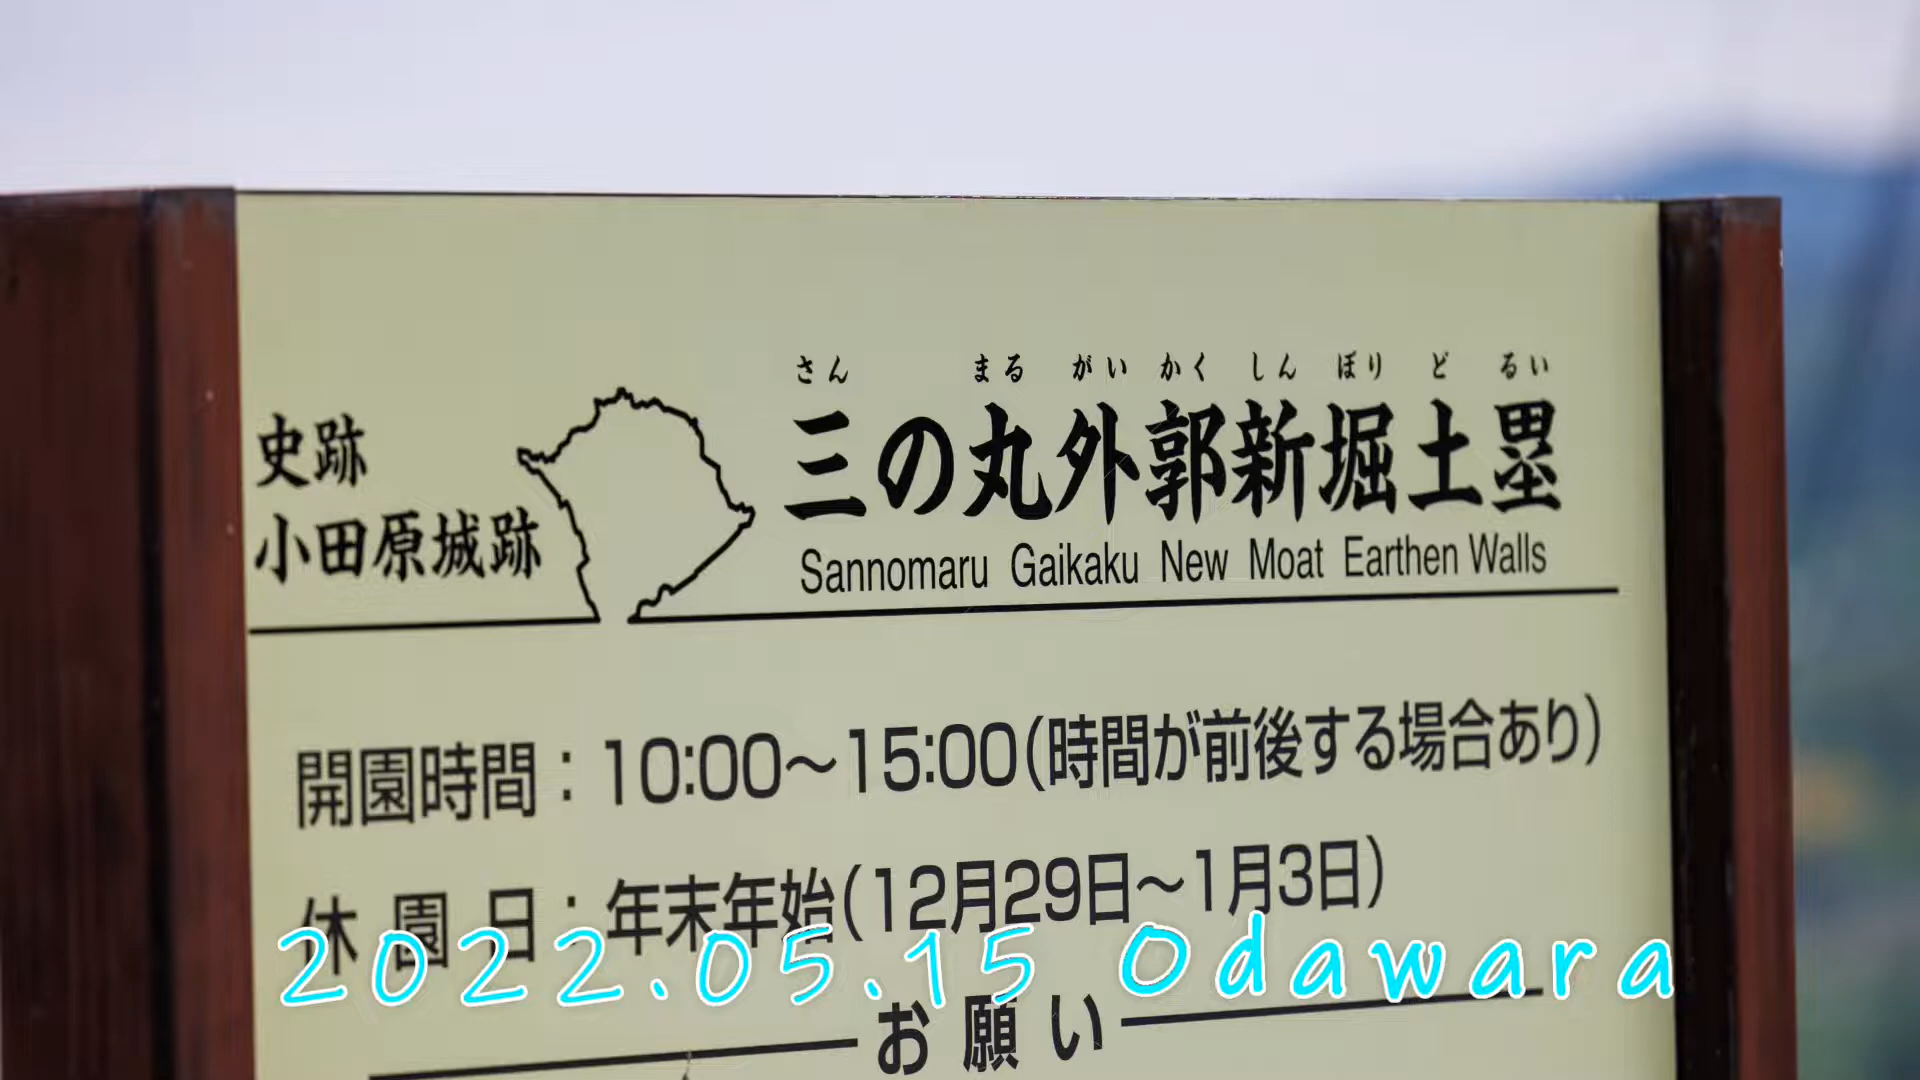 史跡
小田原城跡
さん まる がい かく しん ぼり ど るい
三の丸外郭新堀土塁
Sannomaru Gaikaku New Moat Earthen Walls
開園時間：10:00～15:00（時間が前後する場合あり）
休園日：年末年始（12月29日～1月3日）
2022.05.15 Odawara
お願い